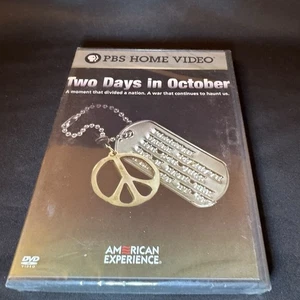 PBS HOME VIDEO
Two Days in October
A moment that divided a nation. A war that continues to haunt us.
AMERICAN
EXPERIENCE®
DVD
VIDEO